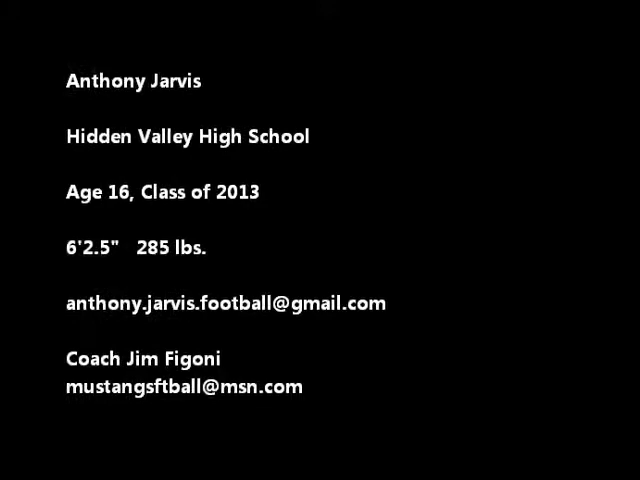 Anthony Jarvis
Hidden Valley High School
Age 16, Class of 2013
6'2.5" 285 lbs.
anthony.jarvis.football@gmail.com
Coach Jim Figoni
mustangsftball@msn.com